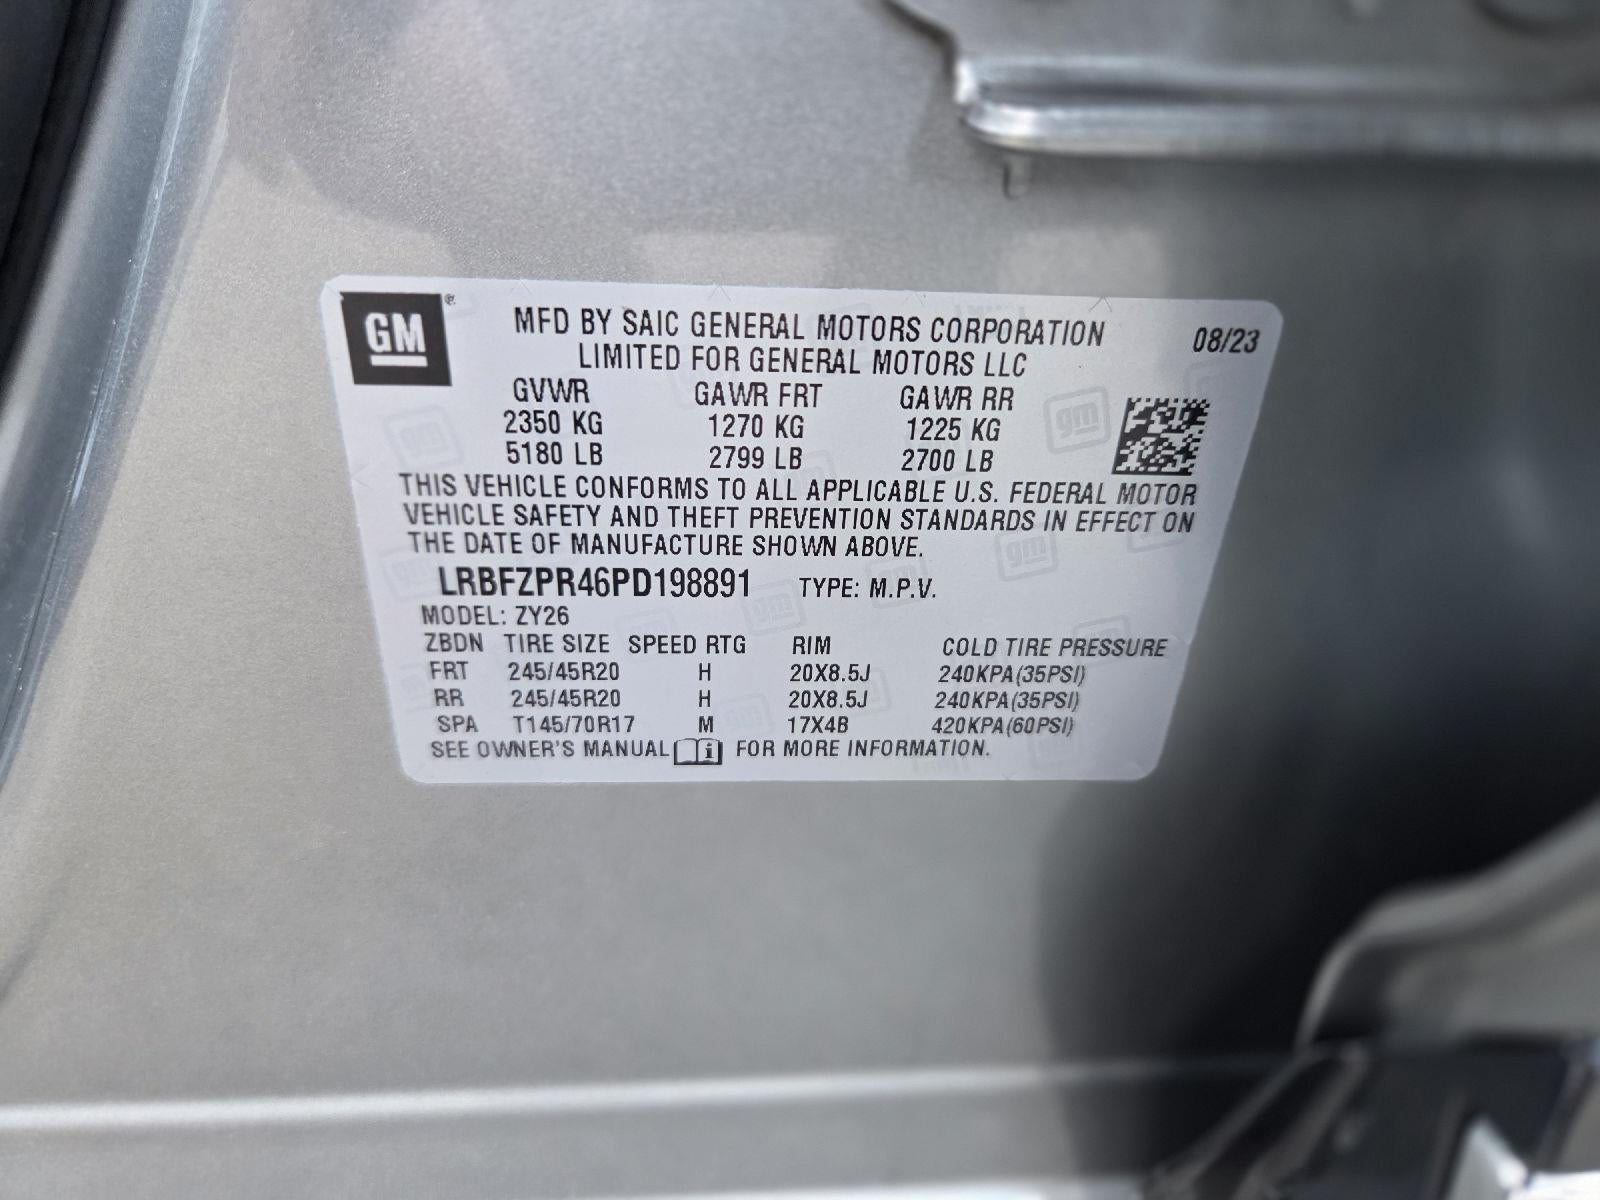 GM ®
MFD BY SAIC GENERAL MOTORS CORPORATION 08/23
LIMITED FOR GENERAL MOTORS LLC
GVWR GAWR FRT GAWR RR
2350 KG 1270 KG 1225 KG
5180 LB 2799 LB 2700 LB
THIS VEHICLE CONFORMS TO ALL APPLICABLE U.S. FEDERAL MOTOR
VEHICLE SAFETY AND THEFT PREVENTION STANDARDS IN EFFECT ON
THE DATE OF MANUFACTURE SHOWN ABOVE.
LRBFZPR46PD198891 TYPE: M.P.V.
MODEL: ZY26
ZBDN TIRE SIZE SPEED RTG RIM COLD TIRE PRESSURE
FRT 245/45R20 H 20X8.5J 240KPA(35PSI)
RR 245/45R20 H 20X8.5J 240KPA(35PSI)
SPA T145/70R17 M 17X4B 420KPA(60PSI)
SEE OWNER'S MANUAL i FOR MORE INFORMATION.